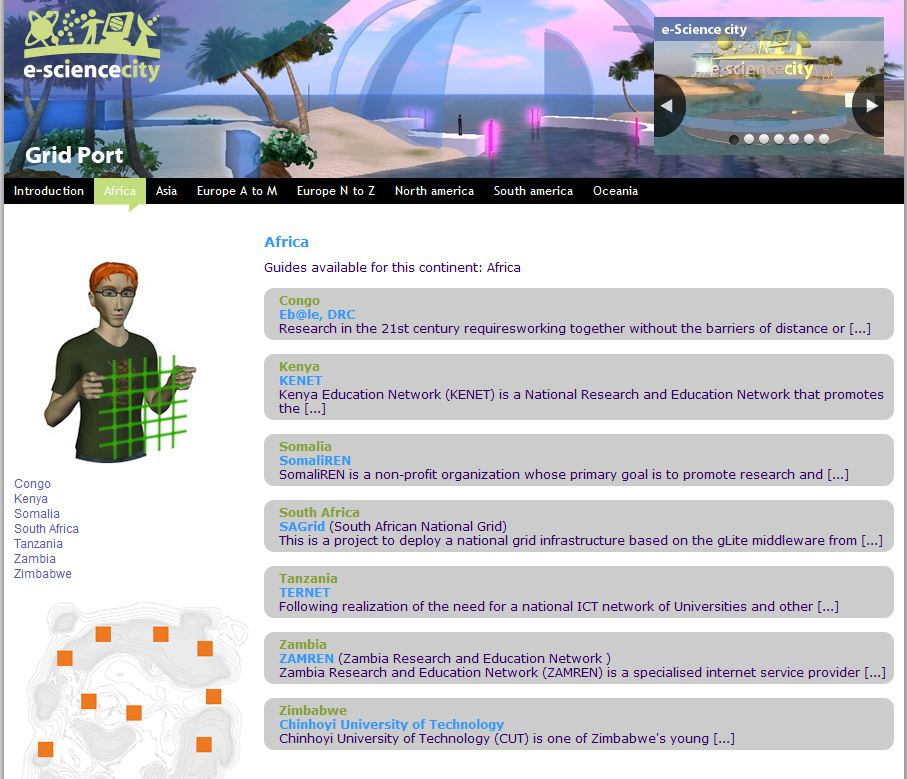 e-sciencecity
e-Science city
e-sciencecity
Grid Port
Introduction Africa Asia Europe A to M Europe N to Z North america South america Oceania
Africa
Guides available for this continent: Africa
Congo
Eb@le, DRC
Research in the 21st century requiresworking together without the barriers of distance or [...]
Kenya
KENET
Kenya Education Network (KENET) is a National Research and Education Network that promotes
the [...]
Somalia
SomaliREN
SomaliREN is a non-profit organization whose primary goal is to promote research and [...]
South Africa
SAGrid (South African National Grid)
This is a project to deploy a national grid infrastructure based on the gLite middleware from [...]
Tanzania
TERNET
Following realization of the need for a national ICT network of Universities and other [...]
Zambia
ZAMREN (Zambia Research and Education Network )
Zambia Research and Education Network (ZAMREN) is a specialised internet service provider [...]
Zimbabwe
Chinhoyi University of Technology
Chinhoyi University of Technology (CUT) is one of Zimbabwe's young [...]
Congo
Kenya
Somalia
South Africa
Tanzania
Zambia
Zimbabwe